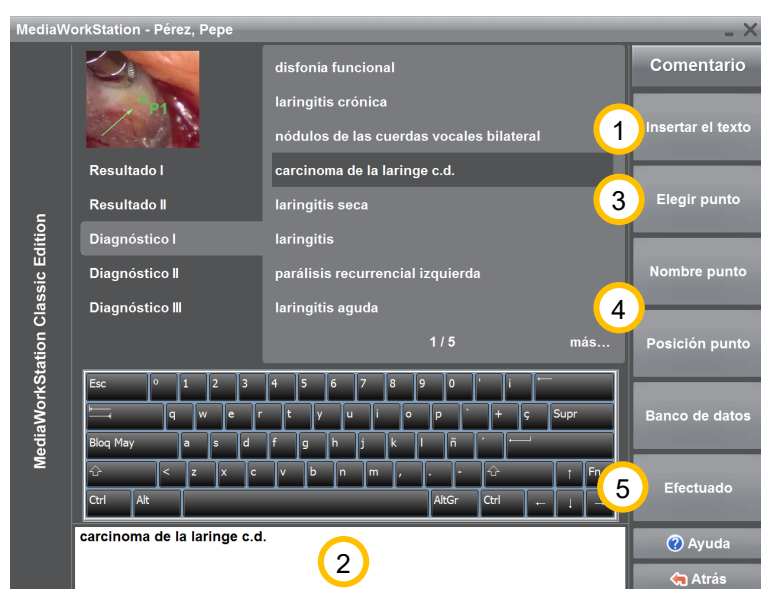 MediaWorkStation - Pérez, Pepe
MediaWorkStation Classic Edition
P1
Resultado I
Resultado II
Diagnóstico I
Diagnóstico II
Diagnóstico III
disfonía funcional
laringitis crónica
nódulos de las cuerdas vocales bilateral
carcinoma de la laringe c.d.
laringitis seca
laringitis
parálisis recurrencial izquierda
laringitis aguda
1 / 5 más...
Comentario
1 Insertar el texto
3 Elegir punto
Nombre punto
4
Posición punto
Banco de datos
5 Efectuado
Ayuda
Atrás
Esc º 1 2 3 4 5 6 7 8 9 0 ' ¡ ←
q w e r t y u i o p ` + ç Supr
Bloq May a s d f g h j k l ñ ´
< z x c v b n m , . - ↑ Fn
Ctrl Alt AltGr Ctrl ← ↓ →
carcinoma de la laringe c.d.
2